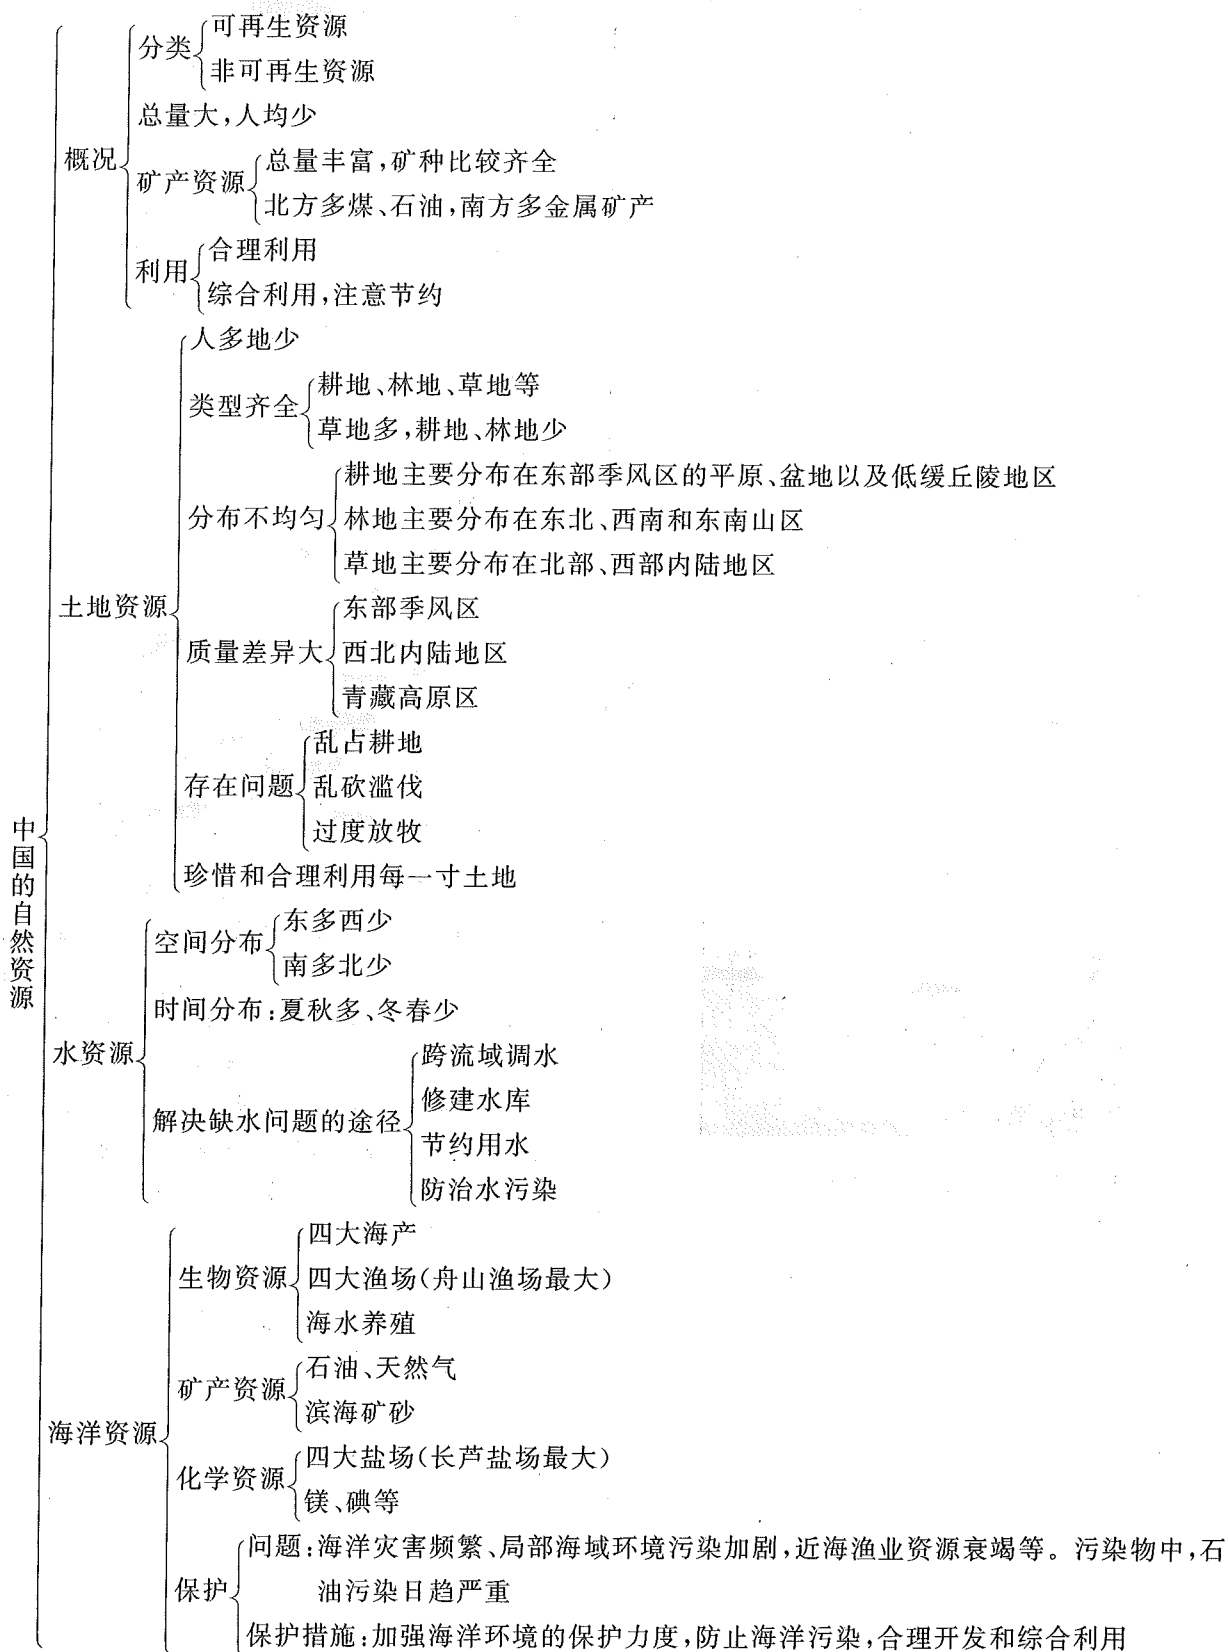 中国的自然资源
概况
分类
可再生资源
非可再生资源
总量大,人均少
矿产资源
总量丰富,矿种比较齐全
北方多煤、石油,南方多金属矿产
利用
合理利用
综合利用,注意节约
土地资源
人多地少
类型齐全
耕地、林地、草地等
草地多,耕地、林地少
分布不均匀
耕地主要分布在东部季风区的平原、盆地以及低缓丘陵地区
林地主要分布在东北、西南和东南山区
草地主要分布在北部、西部内陆地区
质量差异大
东部季风区
西北内陆地区
青藏高原区
存在问题
乱占耕地
乱砍滥伐
过度放牧
珍惜和合理利用每一寸土地
水资源
空间分布
东多西少
南多北少
时间分布:夏秋多、冬春少
解决缺水问题的途径
跨流域调水
修建水库
节约用水
防治水污染
海洋资源
生物资源
四大海产
四大渔场(舟山渔场最大)
海水养殖
矿产资源
石油、天然气
滨海矿砂
化学资源
四大盐场(长芦盐场最大)
镁、碘等
保护
问题:海洋灾害频繁、局部海域环境污染加剧,近海渔业资源衰竭等。污染物中,石
油污染日趋严重
保护措施:加强海洋环境的保护力度,防止海洋污染,合理开发和综合利用